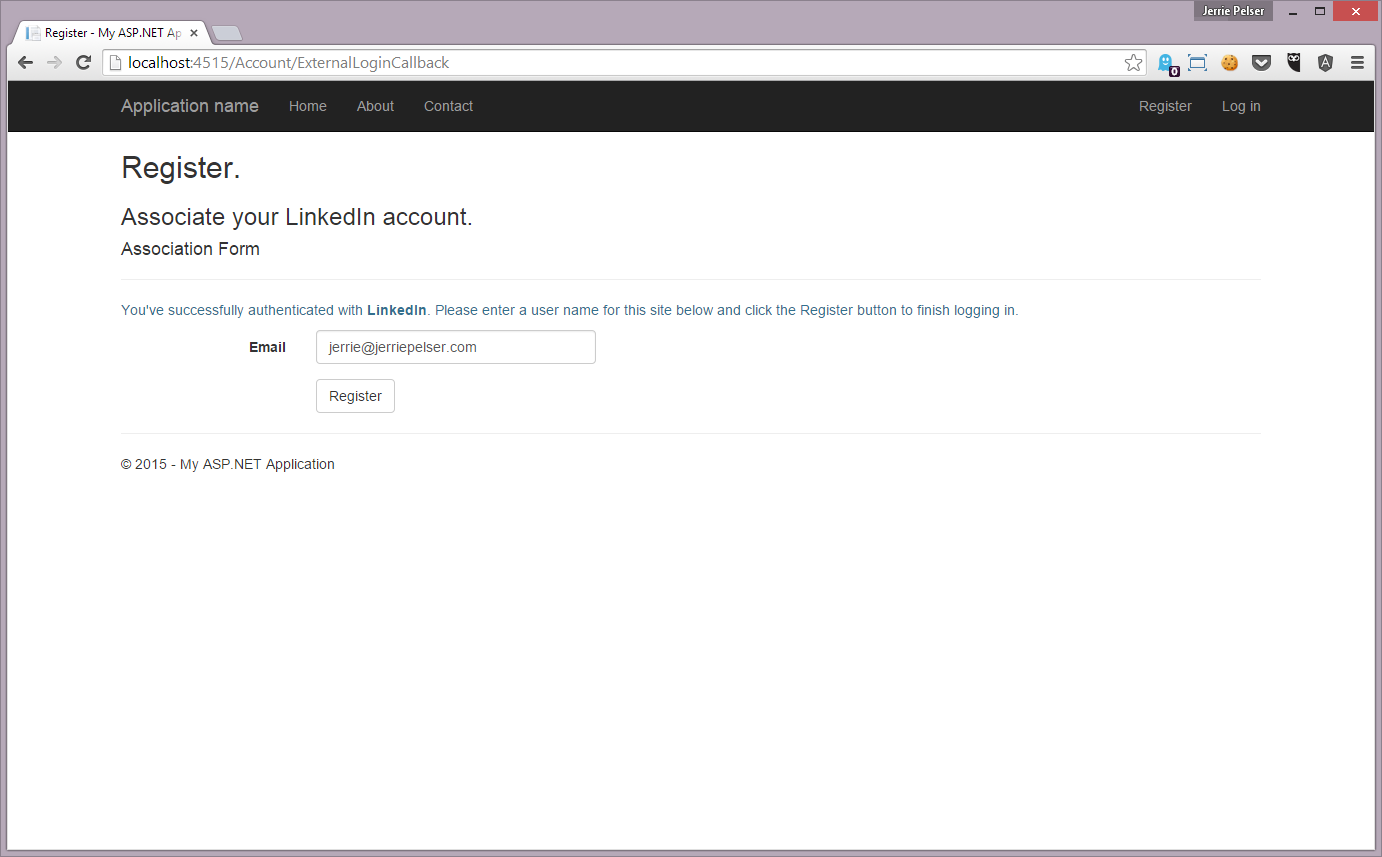 Jerrie Pelser
Register - My ASP.NET Ap
localhost:4515/Account/ExternalLoginCallback
0
Application name Home About Contact Register Log in
Register.
Associate your LinkedIn account.
Association Form
You've successfully authenticated with LinkedIn. Please enter a user name for this site below and click the Register button to finish logging in.
Email jerrie@jerriepelser.com
Register
© 2015 - My ASP.NET Application